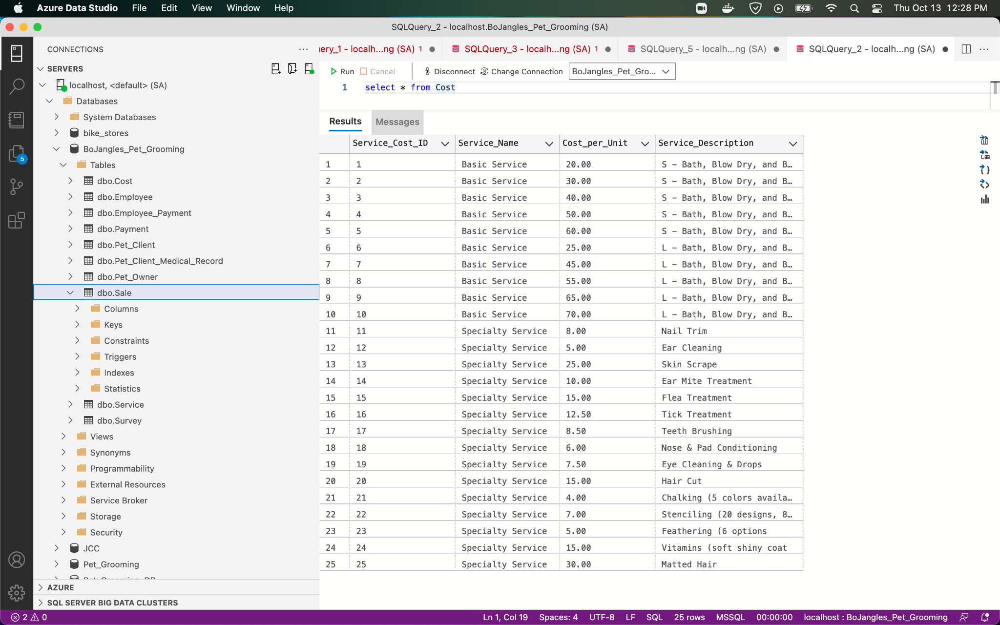 Azure Data Studio File Edit View Window Help Thu Oct 13 12:28 PM
SQLQuery_2 - localhost.BoJangles_Pet_Grooming (SA)
CONNECTIONS
SERVERS
localhost, <default> (SA)
Databases
System Databases
bike_stores
BoJangles_Pet_Grooming
Tables
dbo.Cost
dbo.Employee
dbo.Employee_Payment
dbo.Payment
dbo.Pet_Client
dbo.Pet_Client_Medical_Record
dbo.Pet_Owner
dbo.Sale
Columns
Keys
Constraints
Triggers
Indexes
Statistics
dbo.Service
dbo.Survey
Views
Synonyms
Programmability
External Resources
Service Broker
Storage
Security
JCC
Pet_Grooming
AZURE
SQL SERVER BIG DATA CLUSTERS
5
ery_1 - localh...ng (SA) 1 SQLQuery_3 - localh...ng (SA) 1 SQLQuery_5 - localh...ng (SA) SQLQuery_2 - localh...ng (SA)
Run Cancel Disconnect Change Connection BoJangles_Pet_Gro...
1 select * from Cost
Results Messages
Service_Cost_ID Service_Name Cost_per_Unit Service_Description
1 1 Basic Service 20.00 S – Bath, Blow Dry, and B…
2 2 Basic Service 30.00 S – Bath, Blow Dry, and B…
3 3 Basic Service 40.00 S – Bath, Blow Dry, and B…
4 4 Basic Service 50.00 S – Bath, Blow Dry, and B…
5 5 Basic Service 60.00 S – Bath, Blow Dry, and B…
6 6 Basic Service 25.00 L – Bath, Blow Dry, and B…
7 7 Basic Service 45.00 L – Bath, Blow Dry, and B…
8 8 Basic Service 55.00 L – Bath, Blow Dry, and B…
9 9 Basic Service 65.00 L – Bath, Blow Dry, and B…
10 10 Basic Service 70.00 L – Bath, Blow Dry, and B…
11 11 Specialty Service 8.00 Nail Trim
12 12 Specialty Service 5.00 Ear Cleaning
13 13 Specialty Service 25.00 Skin Scrape
14 14 Specialty Service 10.00 Ear Mite Treatment
15 15 Specialty Service 15.00 Flea Treatment
16 16 Specialty Service 12.50 Tick Treatment
17 17 Specialty Service 8.50 Teeth Brushing
18 18 Specialty Service 6.00 Nose & Pad Conditioning
19 19 Specialty Service 7.50 Eye Cleaning & Drops
20 20 Specialty Service 15.00 Hair Cut
21 21 Specialty Service 4.00 Chalking (5 colors availa…
22 22 Specialty Service 7.00 Stenciling (20 designs, 8…
23 23 Specialty Service 5.00 Feathering (6 options
24 24 Specialty Service 15.00 Vitamins (soft shiny coat
25 25 Specialty Service 30.00 Matted Hair
2 0 Ln 1, Col 19 Spaces: 4 UTF-8 LF SQL 25 rows MSSQL 00:00:00 localhost : BoJangles_Pet_Grooming